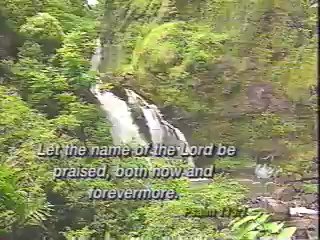 Let the name of the Lord be
praised, both now and
forevermore.